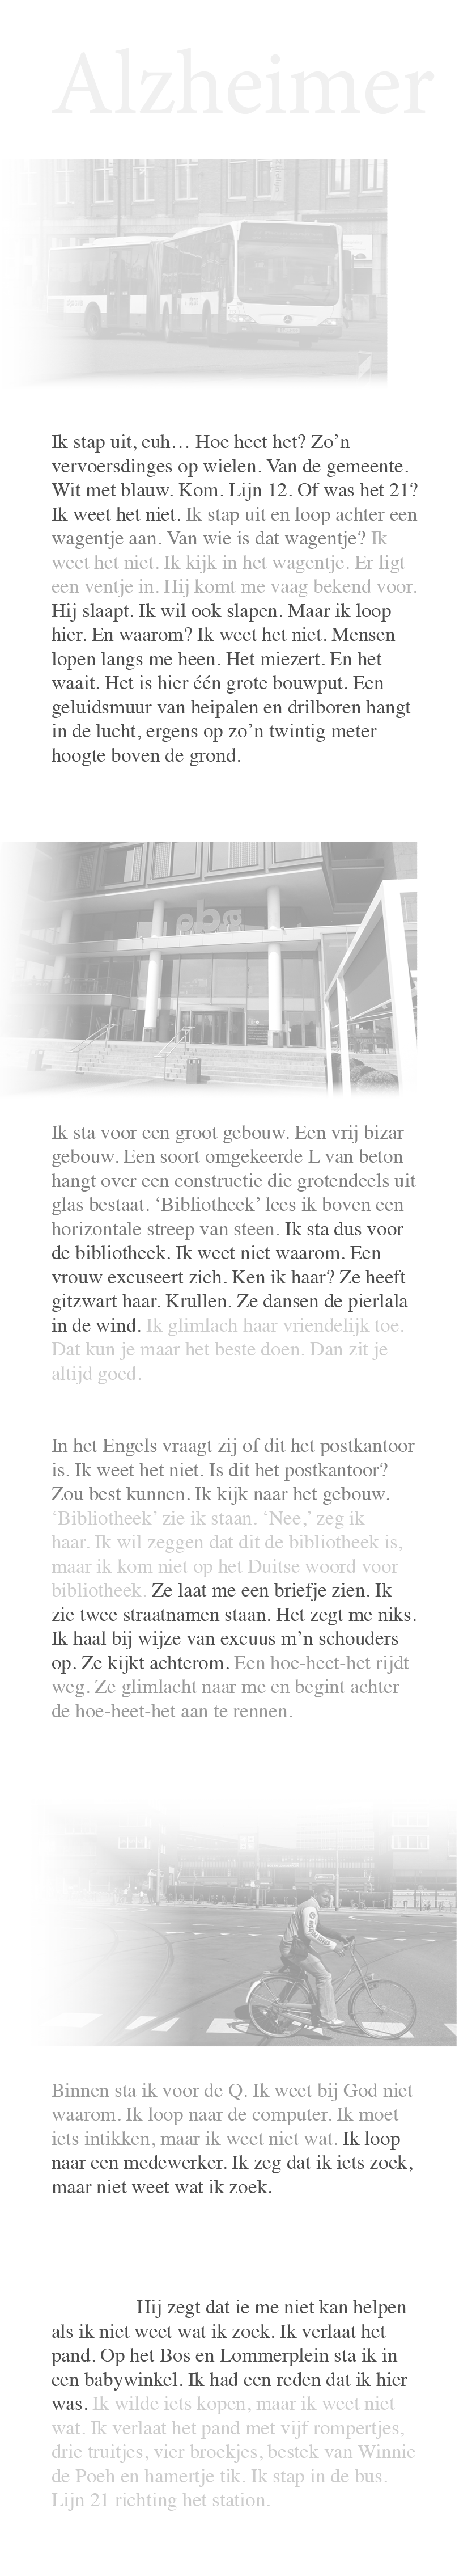 Alzheimer
Ik stap uit, euh… Hoe heet het? Zo’n
vervoersdinges op wielen. Van de gemeente.
Wit met blauw. Kom. Lijn 12. Of was het 21?
Ik weet het niet. Ik stap uit en loop achter een
wagentje aan. Van wie is dat wagentje? Ik
weet het niet. Ik kijk in het wagentje. Er ligt
een ventje in. Hij komt me vaag bekend voor.
Hij slaapt. Ik wil ook slapen. Maar ik loop
hier. En waarom? Ik weet het niet. Mensen
lopen langs me heen. Het miezert. En het
waait. Het is hier één grote bouwput. Een
geluidsmuur van heipalen en drilboren hangt
in de lucht, ergens op zo’n twintig meter
hoogte boven de grond.
oba
Ik sta voor een groot gebouw. Een vrij bizar
gebouw. Een soort omgekeerde L van beton
hangt over een constructie die grotendeels uit
glas bestaat. ‘Bibliotheek’ lees ik boven een
horizontale streep van steen. Ik sta dus voor
de bibliotheek. Ik weet niet waarom. Een
vrouw excuseert zich. Ken ik haar? Ze heeft
gitzwart haar. Krullen. Ze dansen de pierlala
in de wind. Ik glimlach haar vriendelijk toe.
Dat kun je maar het beste doen. Dan zit je
altijd goed.
In het Engels vraagt zij of dit het postkantoor
is. Ik weet het niet. Is dit het postkantoor?
Zou best kunnen. Ik kijk naar het gebouw.
‘Bibliotheek’ zie ik staan. ‘Nee,’ zeg ik
haar. Ik wil zeggen dat dit de bibliotheek is,
maar ik kom niet op het Duitse woord voor
bibliotheek. Ze laat me een briefje zien. Ik
zie twee straatnamen staan. Het zegt me niks.
Ik haal bij wijze van excuus m’n schouders
op. Ze kijkt achterom. Een hoe-heet-het rijdt
weg. Ze glimlacht naar me en begint achter
de hoe-heet-het aan te rennen.
Binnen sta ik voor de Q. Ik weet bij God niet
waarom. Ik loop naar de computer. Ik moet
iets intikken, maar ik weet niet wat. Ik loop
naar een medewerker. Ik zeg dat ik iets zoek,
maar niet weet wat ik zoek.
Hij zegt dat ie me niet kan helpen
als ik niet weet wat ik zoek. Ik verlaat het
pand. Op het Bos en Lommerplein sta ik in
een babywinkel. Ik had een reden dat ik hier
was. Ik wilde iets kopen, maar ik weet niet
wat. Ik verlaat het pand met vijf rompertjes,
drie truitjes, vier broekjes, bestek van Winnie
de Poeh en hamertje tik. Ik stap in de bus.
Lijn 21 richting het station.